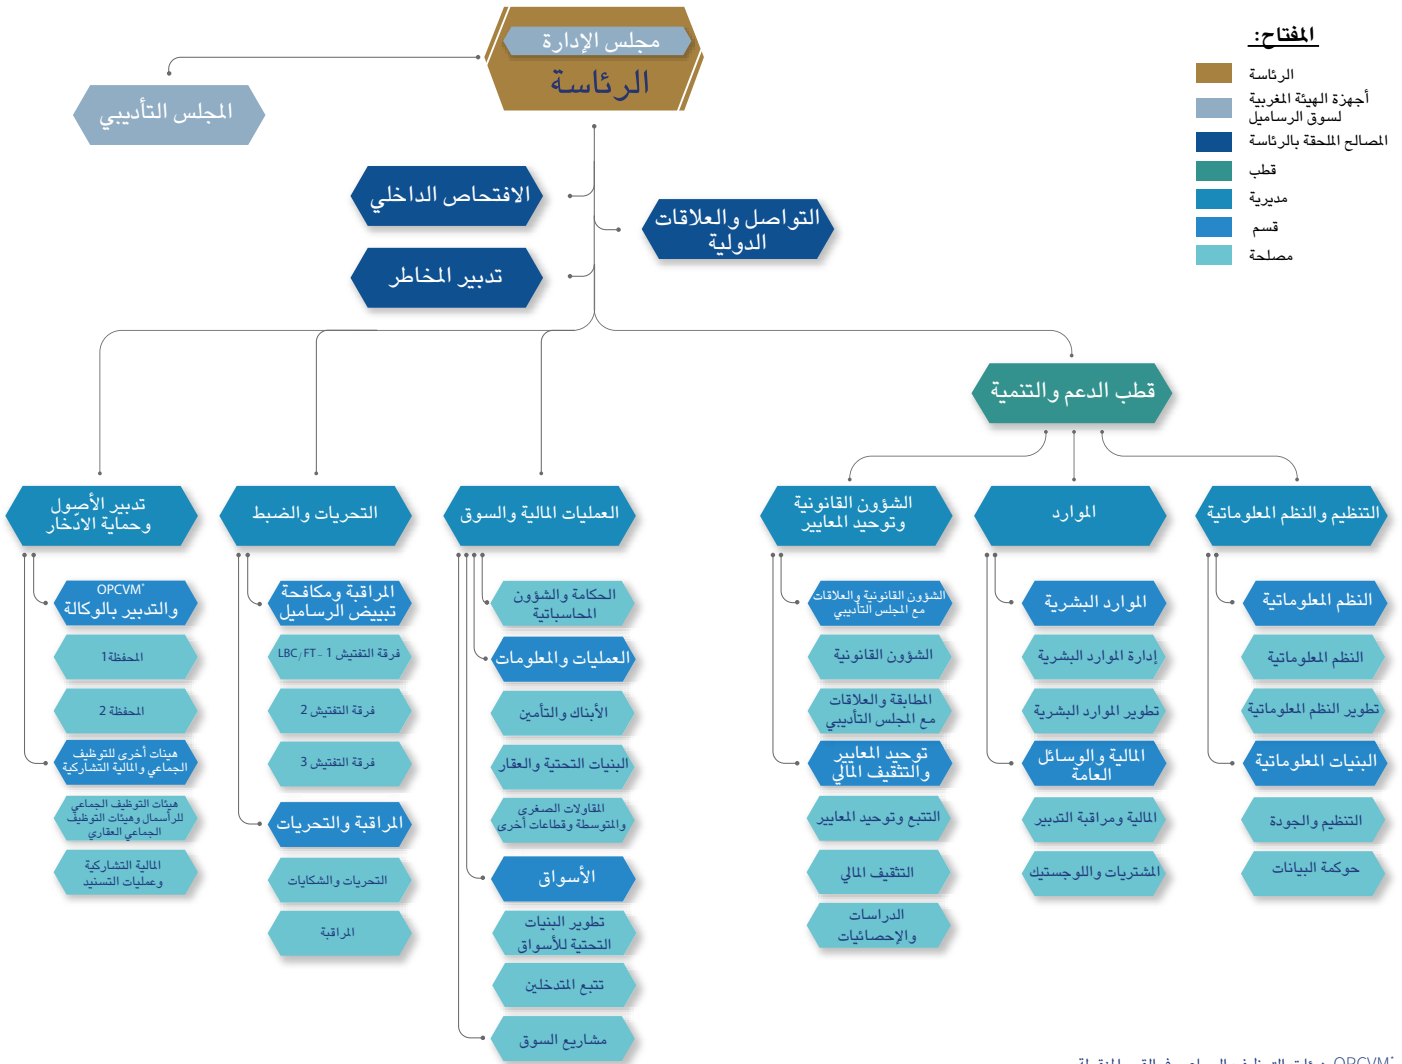 مجلس الإدارة
الرئاسة
المجلس التأديبي
المفتاح:
الرئاسة
أجهزة الهيئة المغربية
لسوق الرساميل
المصالح الملحقة بالرئاسة
قطب
مديرية
قسم
مصلحة
الافتحاص الداخلي
التواصل والعلاقات
الدولية
تدبير المخاطر
قطب الدعم والتنمية
التنظيم والنظم المعلوماتية
النظم المعلوماتية
النظم المعلوماتية
تطوير النظم المعلوماتية
البنيات المعلوماتية
التنظيم والجودة
حوكمة البيانات
الموارد
الموارد البشرية
إدارة الموارد البشرية
تطوير الموارد البشرية
المالية والوسائل
العامة
المالية ومراقبة التدبير
المشتريات واللوجستيك
الشؤون القانونية
وتوحيد المعايير
الشؤون القانونية والعلاقات
مع المجلس التأديبي
الشؤون القانونية
المطابقة والعلاقات
مع المجلس التأديبي
توحيد المعايير
والتثقيف المالي
التتبع وتوحيد المعايير
التثقيف المالي
الدراسات
والإحصائيات
العمليات المالية والسوق
الحكامة والشؤون
المحاسباتية
العمليات والمعلومات
الأبناك والتأمين
البنيات التحتية والعقار
المقاولات الصغرى
والمتوسطة وقطاعات أخرى
الأسواق
تطوير البنيات
التحتية للأسواق
تتبع المتدخلين
مشاريع السوق
التحريات والضبط
المراقبة ومكافحة
تبييض الرساميل
فرقة التفتيش 1 – LBC/FT
فرقة التفتيش 2
فرقة التفتيش 3
المراقبة والتحريات
التحريات والشكايات
المراقبة
تدبير الأصول
وحماية الادّخار
OPCVM*
والتدبير بالوكالة
المحفظة1
المحفظة 2
هيئات أخرى للتوظيف
الجماعي والمالية التشاركية
هيئات التوظيف الجماعي
للرأسمال وهيئات التوظيف
الجماعي العقاري
المالية التشاركية
وعمليات التسنيد